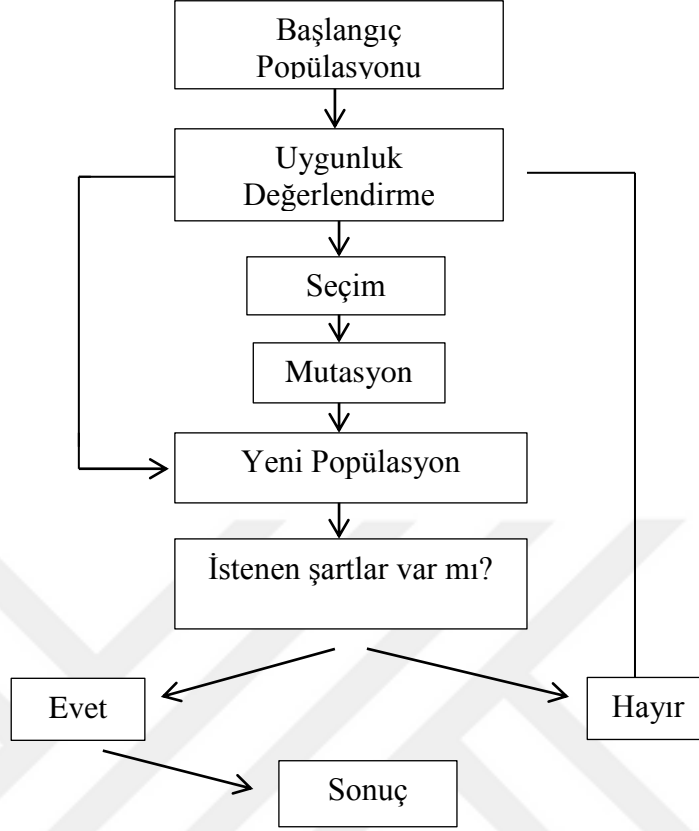 Başlangıç
Popülasyonu
Uygunluk
Değerlendirme
Seçim
Mutasyon
Yeni Popülasyon
İstenen şartlar var mı?
Evet
Hayır
Sonuç